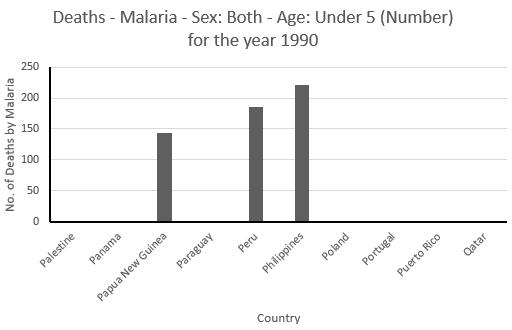 Deaths - Malaria - Sex: Both - Age: Under 5 (Number)
for the year 1990
No. of Deaths by Malaria
250
200
150
100
50
0
Palestine
Panama
Papua New Guinea
Paraguay
Peru
Philippines
Poland
Portugal
Puerto Rico
Qatar
Country